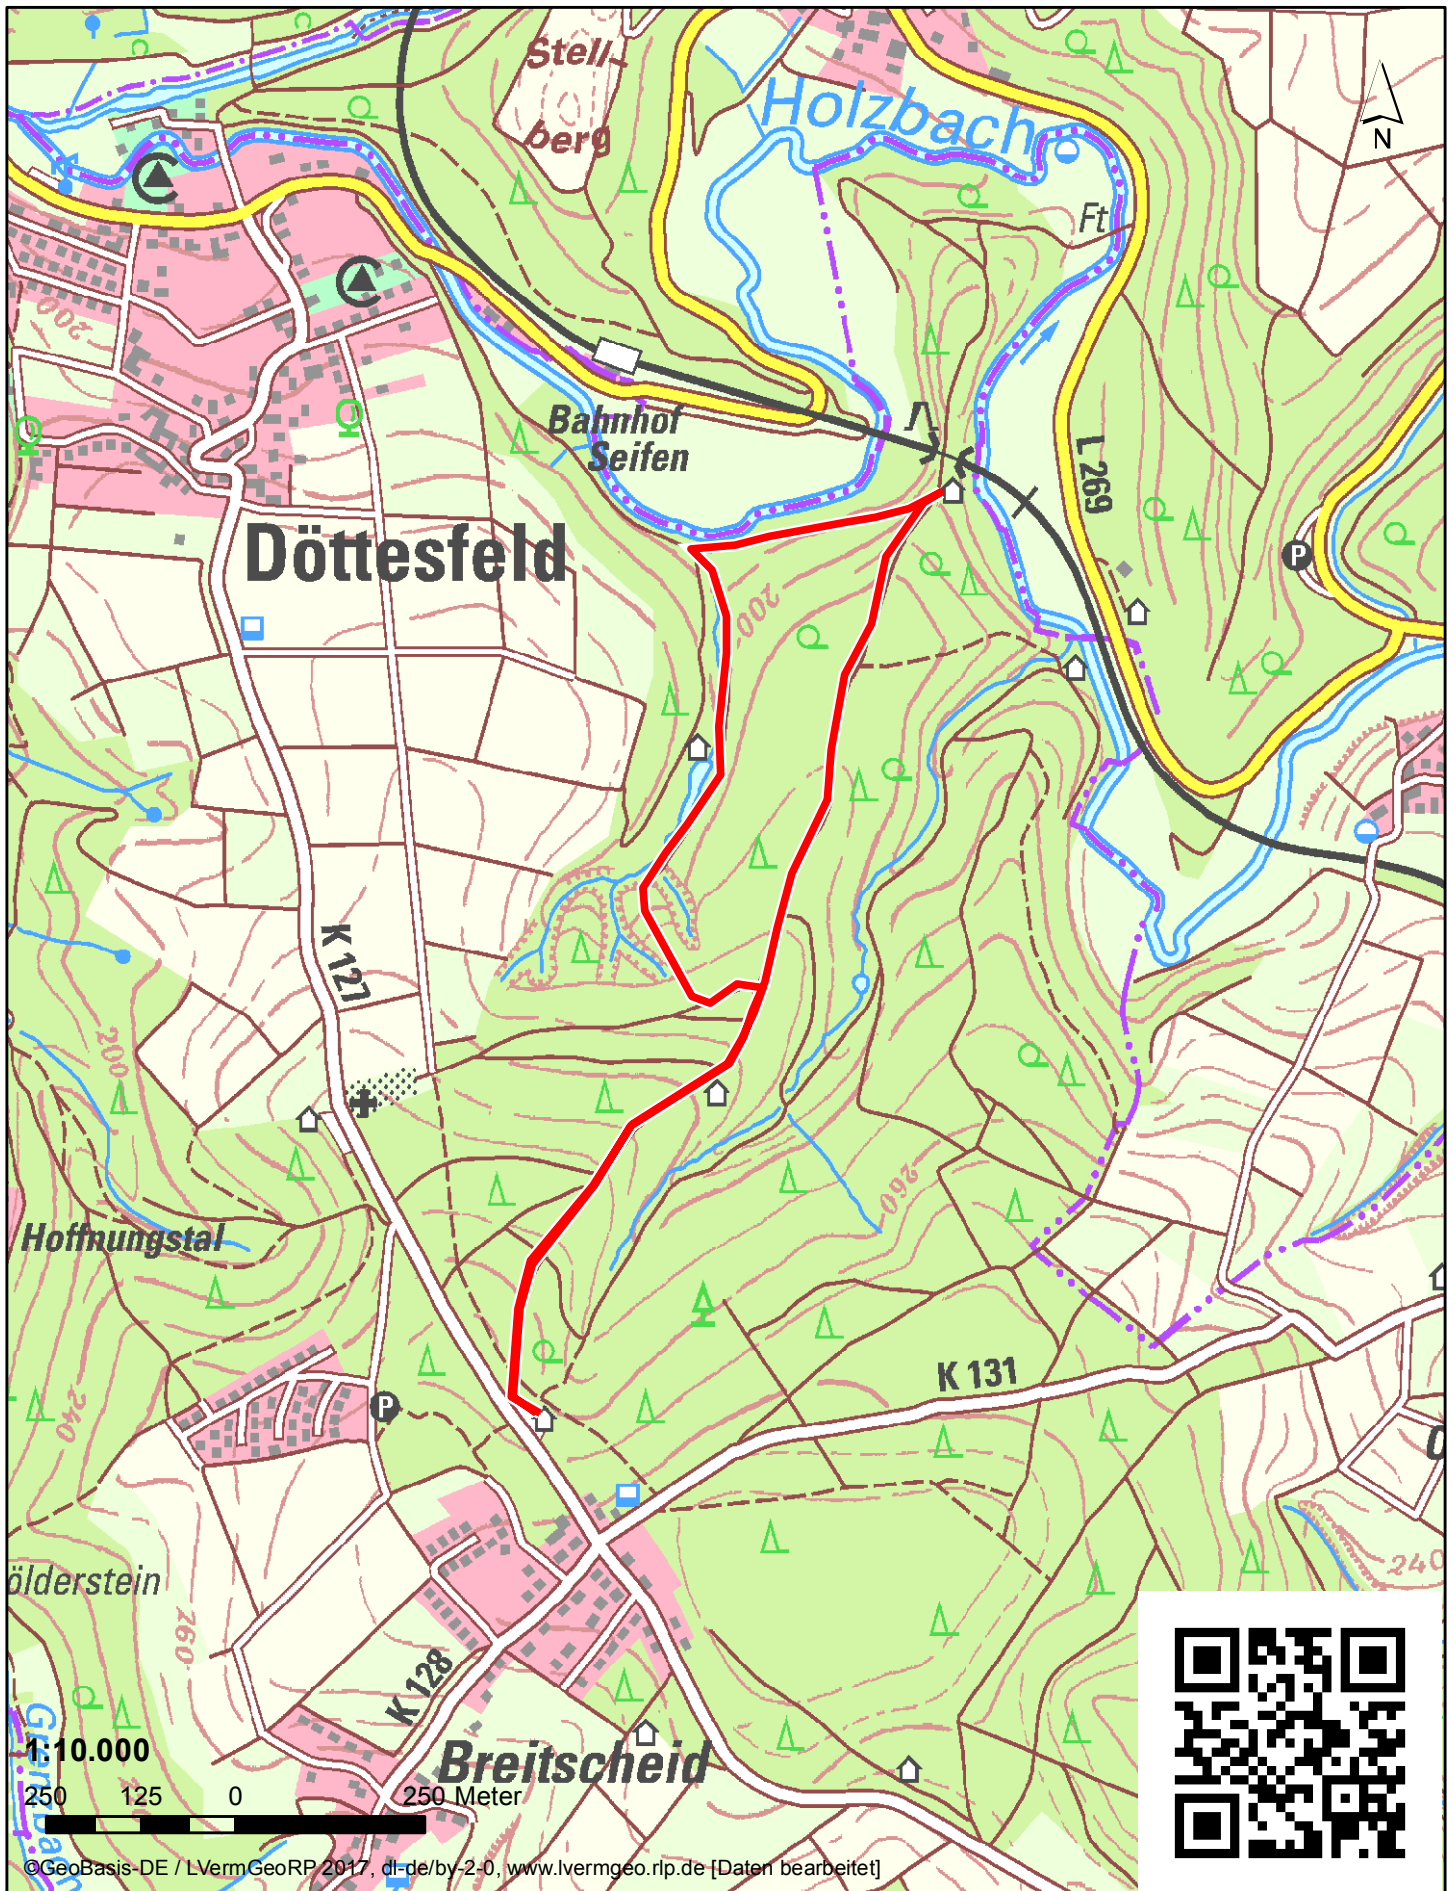 Stell-
berg
Holzbach
N
Ft
200
Bahnhof
Seifen
L 269
P
Döttesfeld
200
K 127
200
260
Hoffnungstal
P
240
K 131
ölderstein
260
240
K 128
Breitscheid
1:10.000
250 125 0 250 Meter
©GeoBasis-DE / LVermGeoRP 2017, dl-de/by-2-0, www.lvermgeo.rlp.de [Daten bearbeitet]